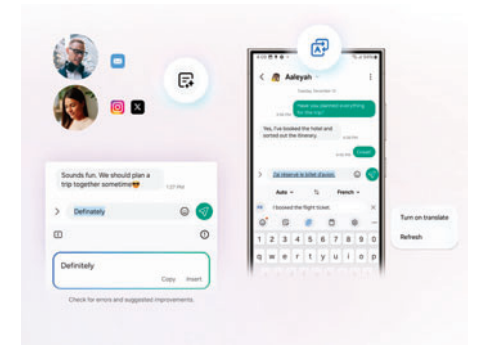 Sounds fun. We should plan a
trip together sometime😎
1:27 PM
Definately
Definitely
Copy Insert
Check for errors and suggested improvements.
Aaleyah
Tuesday, December 10
Have you planned everything
for the trip?
Yes, I've booked the hotel and
sorted out the itinerary.
Great!
J'ai réservé le billet d'avion.
Auto French
I booked the flight ticket.
1 2 3 4 5 6 7 8 9 0
q w e r t y u i o p
Turn on translate
Refresh